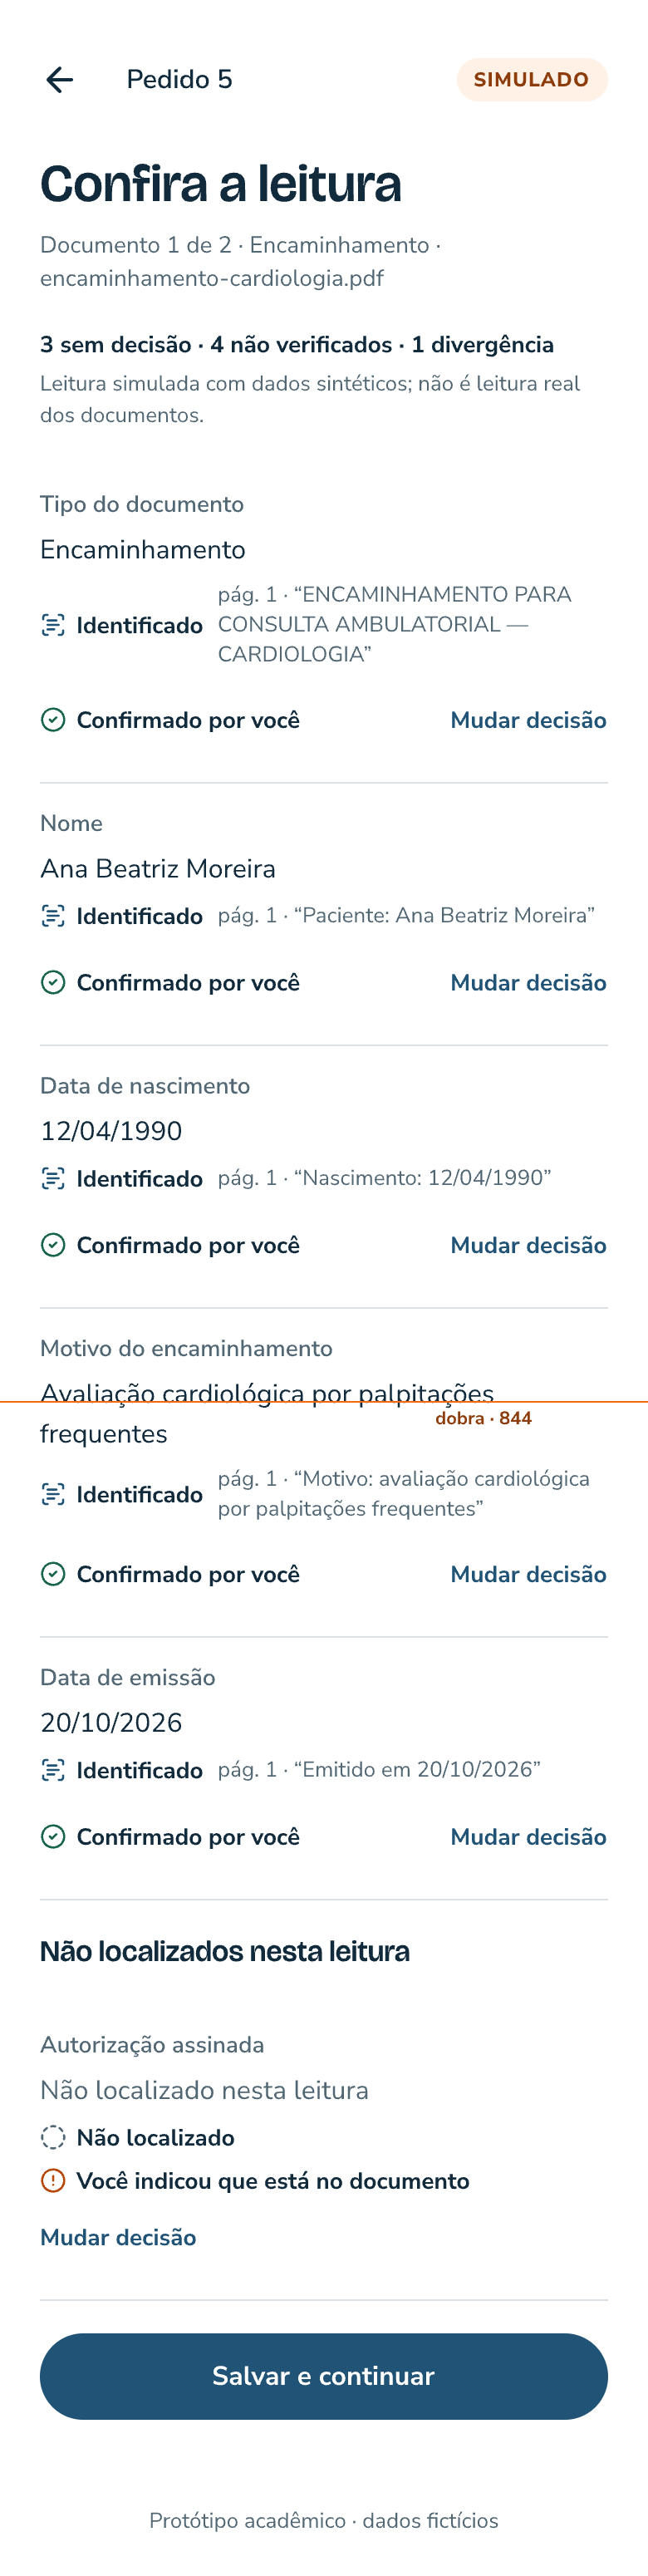 Pedido 5
SIMULADO
Confira a leitura
Documento 1 de 2 · Encaminhamento ·
encaminhamento-cardiologia.pdf
3 sem decisão · 4 não verificados · 1 divergência
Leitura simulada com dados sintéticos; não é leitura real
dos documentos.
Tipo do documento
Encaminhamento
Identificado
pág. 1 · “ENCAMINHAMENTO PARA
CONSULTA AMBULATORIAL —
CARDIOLOGIA”
Confirmado por você
Mudar decisão
Nome
Ana Beatriz Moreira
Identificado
pág. 1 · “Paciente: Ana Beatriz Moreira”
Confirmado por você
Mudar decisão
Data de nascimento
12/04/1990
Identificado
pág. 1 · “Nascimento: 12/04/1990”
Confirmado por você
Mudar decisão
Motivo do encaminhamento
Avaliação cardiológica por palpitações
dobra · 844
frequentes
Identificado
pág. 1 · “Motivo: avaliação cardiológica
por palpitações frequentes”
Confirmado por você
Mudar decisão
Data de emissão
20/10/2026
Identificado
pág. 1 · “Emitido em 20/10/2026”
Confirmado por você
Mudar decisão
Não localizados nesta leitura
Autorização assinada
Não localizado nesta leitura
Não localizado
Você indicou que está no documento
Mudar decisão
Salvar e continuar
Protótipo acadêmico · dados fictícios